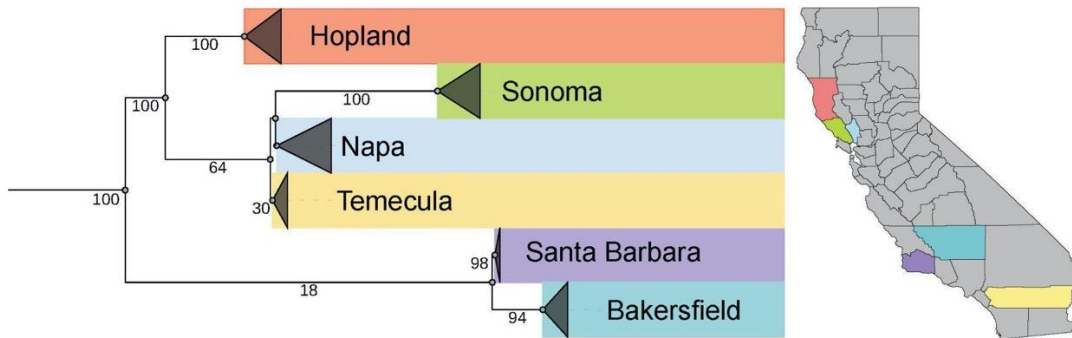 Hopland
100
Sonoma
100
100
Napa
64
Temecula
30
100
Santa Barbara
98
18
Bakersfield
94